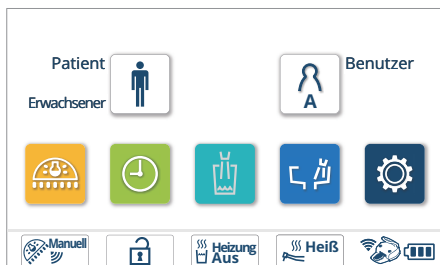 Patient
Benutzer
Erwachsener
A
Manuell
Heizung
Aus
Heiß